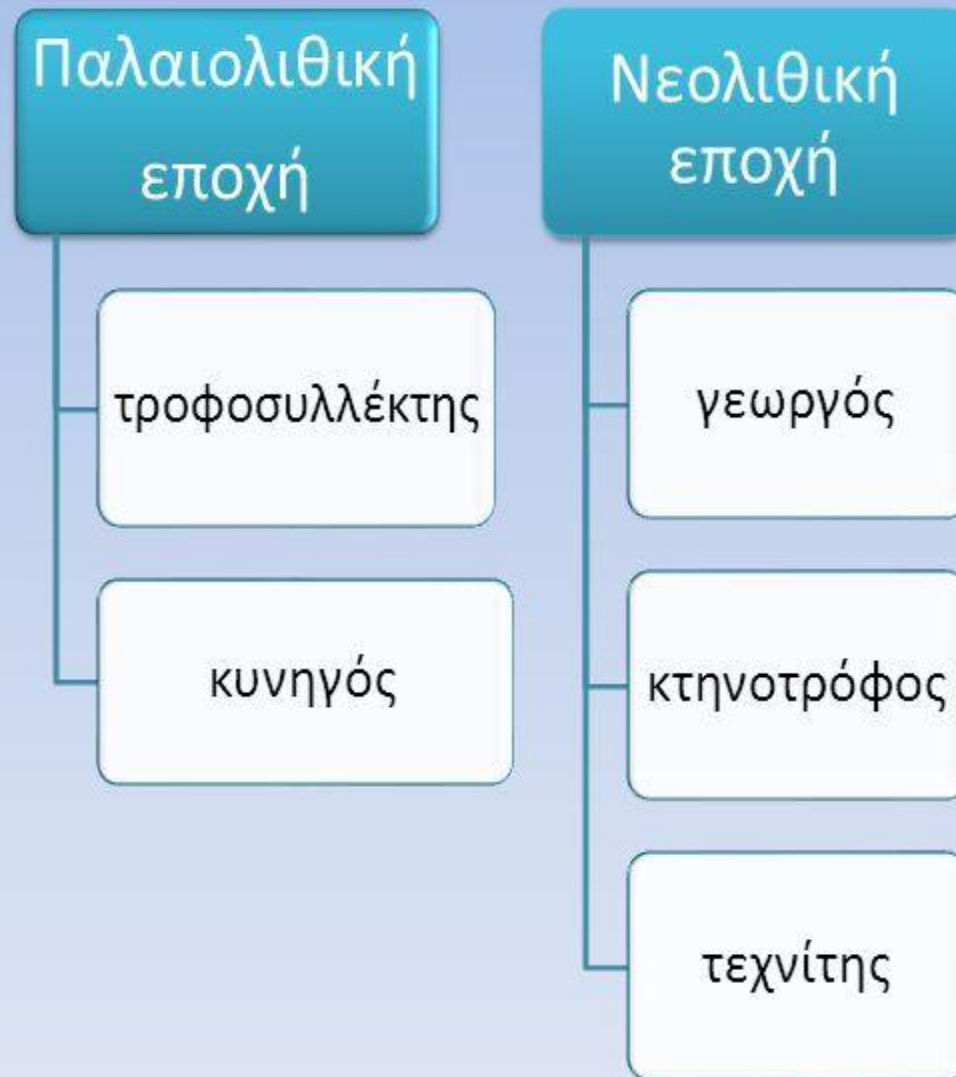 Παλαιολιθική
εποχή
τροφοσυλλέκτης
κυνηγός
Νεολιθική
εποχή
γεωργός
κτηνοτρόφος
τεχνίτης